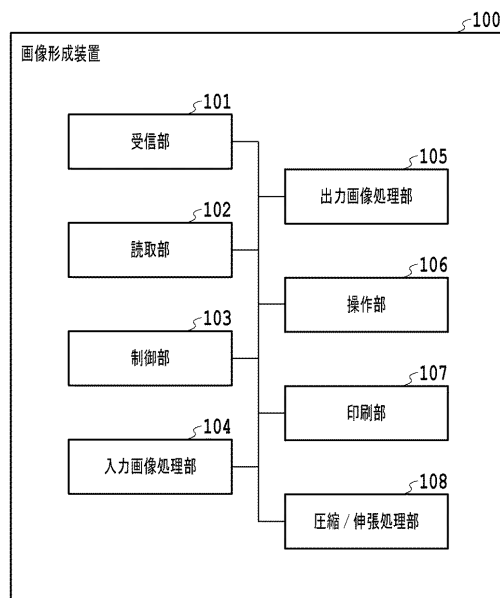 100
画像形成装置
101
受信部
102
読取部
103
制御部
104
入力画像処理部
105
出力画像処理部
106
操作部
107
印刷部
108
圧縮/伸張処理部